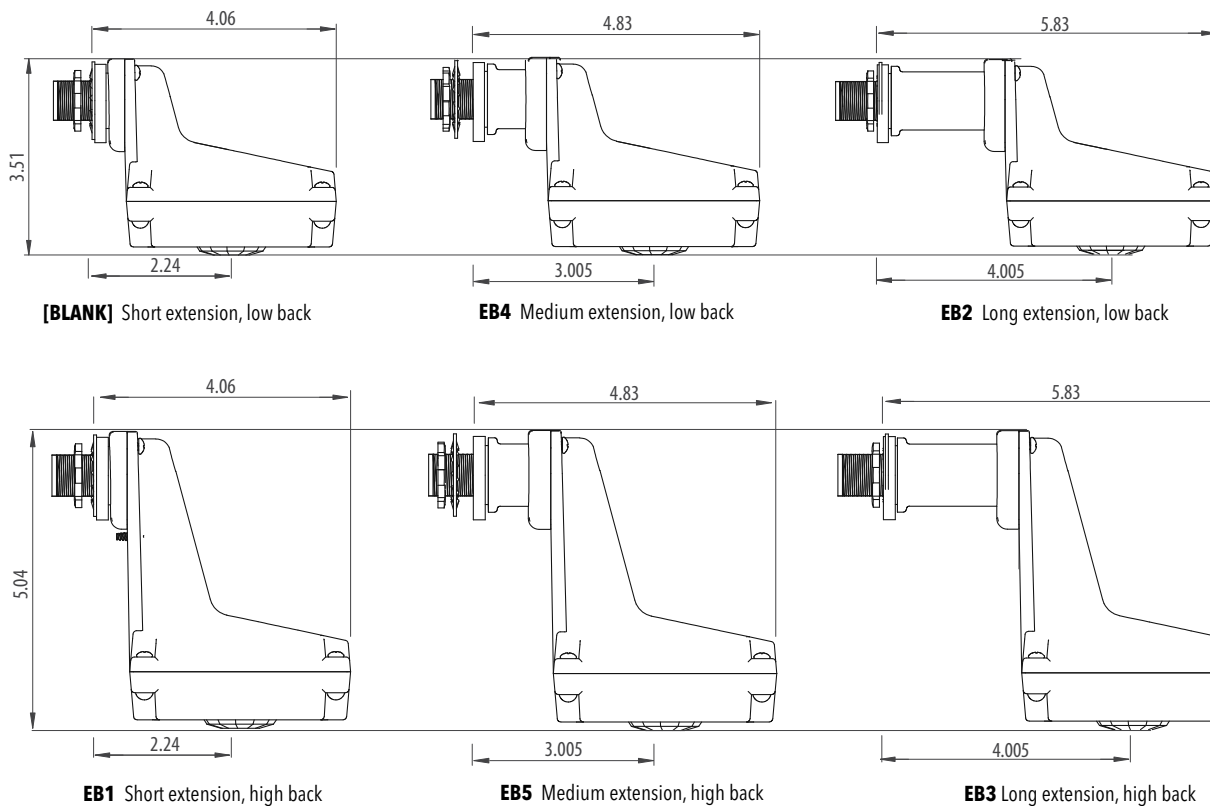 4.06
4.83
5.83
3.51
2.24
3.005
4.005
[BLANK] Short extension, low back
EB4 Medium extension, low back
EB2 Long extension, low back
4.06
4.83
5.83
5.04
2.24
3.005
4.005
EB1 Short extension, high back
EB5 Medium extension, high back
EB3 Long extension, high back